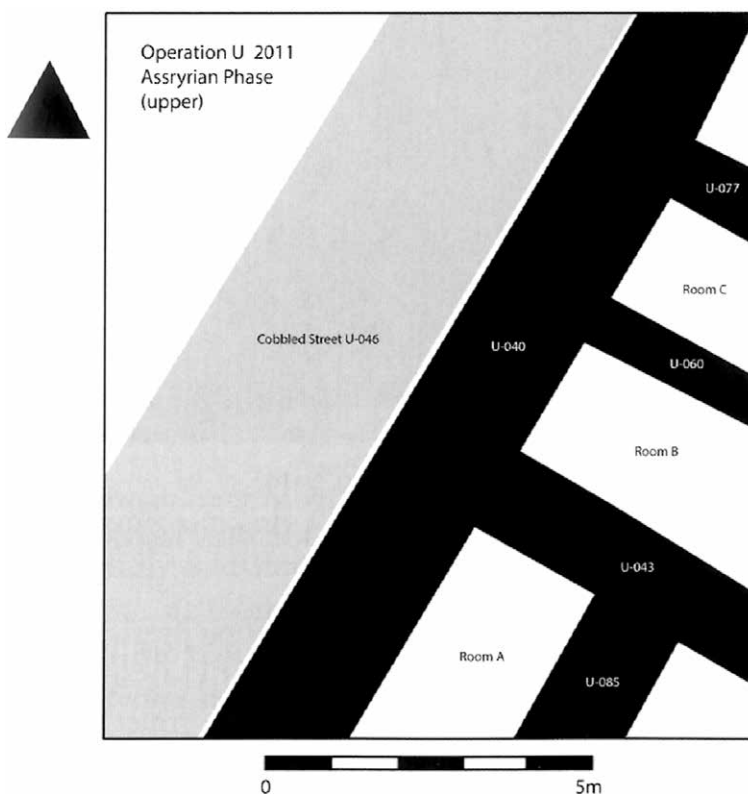 Operation U 2011
Assryrian Phase
(upper)
U-077
Room C
Cobbled Street U-046
U-040
U-060
Room B
U-043
Room A
U-085
0 5m